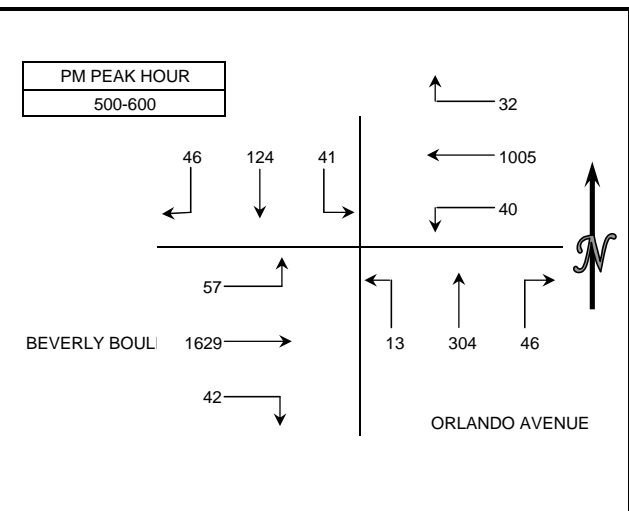 PM PEAK HOUR
500-600
32
46 124 41
1005
40
57
N
BEVERLY BOUL
1629
13 304 46
42
ORLANDO AVENUE